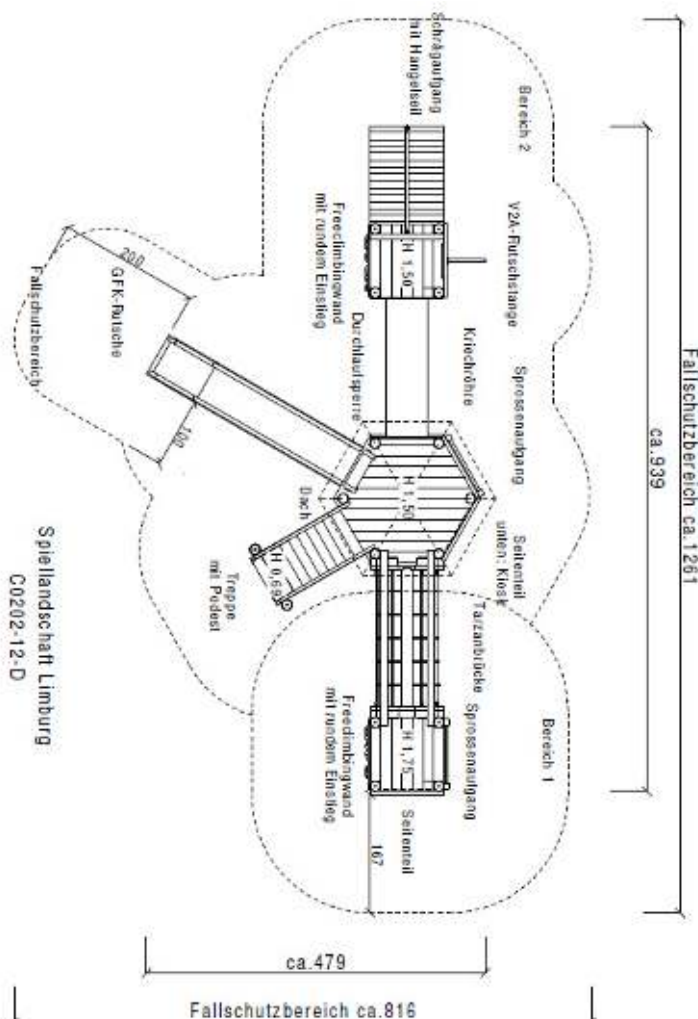 Schrägaufgang
mit Hangelseil
Bereich 2
V2A-Rutschstange
Freeclimbingwand
mit rundem Einstieg
H 1,50
Kriechröhre
Fallschutzbereich ca.1261
ca.939
200
GFK-Rutsche
Fallschutzbereich
100
Durchlaufsperre
Sprossenaufgang
H 1,50
Dach
Seitenteil
unten: Kiosk
H 0,69
Treppe
mit Podest
Tarzanbrücke
Sprossenaufgang
Bereich 1
Freeclimbingwand
mit rundem Einstieg
H 1,75
Seitenteil
167
Spiellandschaft Limburg
C0202-12-D
ca.479
Fallschutzbereich ca.816